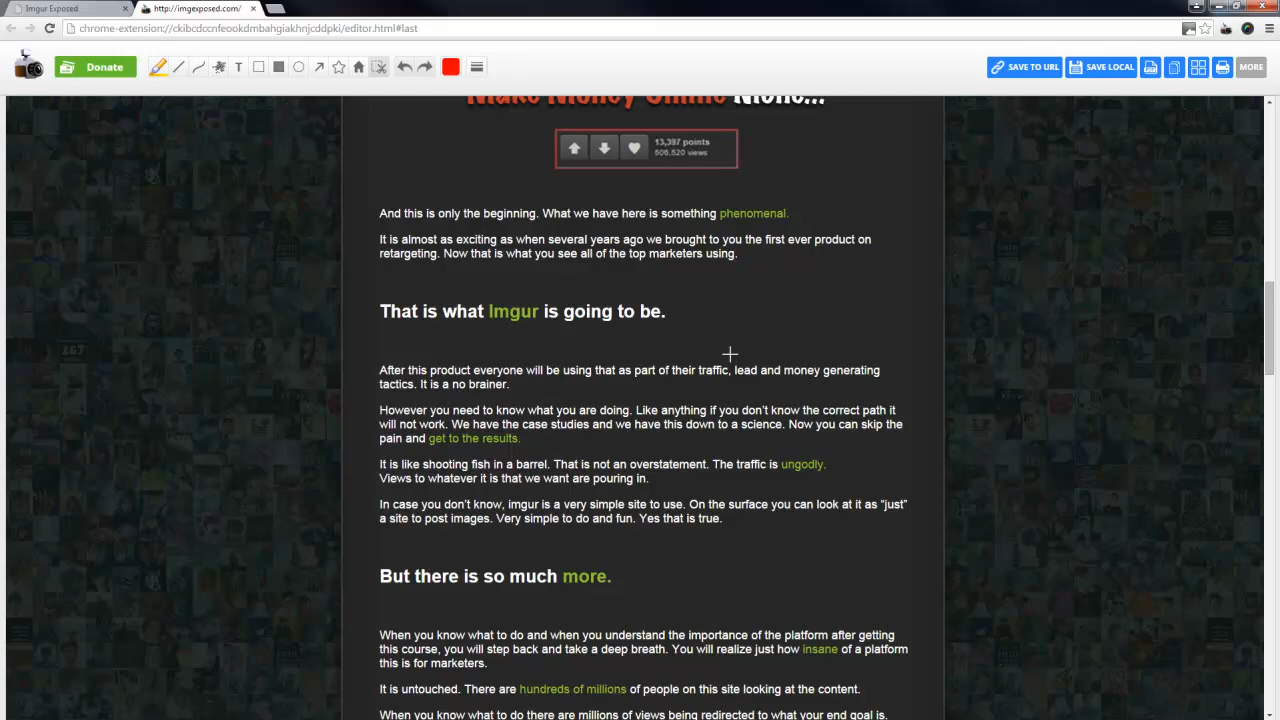 Imgur Exposed
http://imgexposed.com/
chrome-extension://ckibcdccnfeookdmbahgiakhnjcddpki/editor.html#last
Donate
T
SAVE TO URL
SAVE LOCAL
MORE
Make Money Online Niche...
13,397 points
506,520 views
And this is only the beginning. What we have here is something phenomenal.
It is almost as exciting as when several years ago we brought to you the first ever product on
retargeting. Now that is what you see all of the top marketers using.
That is what Imgur is going to be.
After this product everyone will be using that as part of their traffic, lead and money generating
tactics. It is a no brainer.
However you need to know what you are doing. Like anything if you don't know the correct path it
will not work. We have the case studies and we have this down to a science. Now you can skip the
pain and get to the results.
It is like shooting fish in a barrel. That is not an overstatement. The traffic is ungodly.
Views to whatever it is that we want are pouring in.
In case you don't know, imgur is a very simple site to use. On the surface you can look at it as “just”
a site to post images. Very simple to do and fun. Yes that is true.
But there is so much more.
When you know what to do and when you understand the importance of the platform after getting
this course, you will step back and take a deep breath. You will realize just how insane of a platform
this is for marketers.
It is untouched. There are hundreds of millions of people on this site looking at the content.
When you know what to do there are millions of views being redirected to what your end goal is.